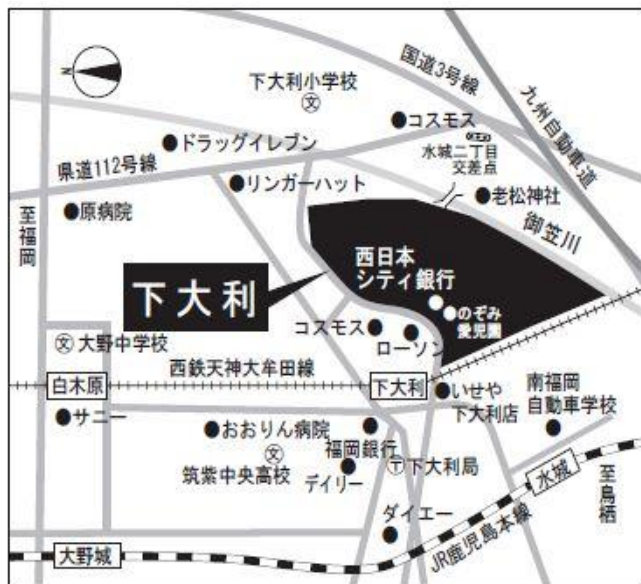 国道3号線
九州自動車道
N
下大利小学校
文
コスモス
水城二丁目
交差点
ドラッグイレブン
県道112号線
リンガーハット
老松神社
御笠川
原病院
至福岡
西日本
シティ銀行
のぞみ
愛児園
下大利
コスモス
ローソン
文
大野中学校
西鉄天神大牟田線
白木原
下大利
いせや
下大利店
南福岡
自動車学校
サニー
おおりん病院
福岡銀行
文
筑紫中央高校
デイリー
〒下大利局
水城
至鳥栖
ダイエー
JR鹿児島本線
大野城